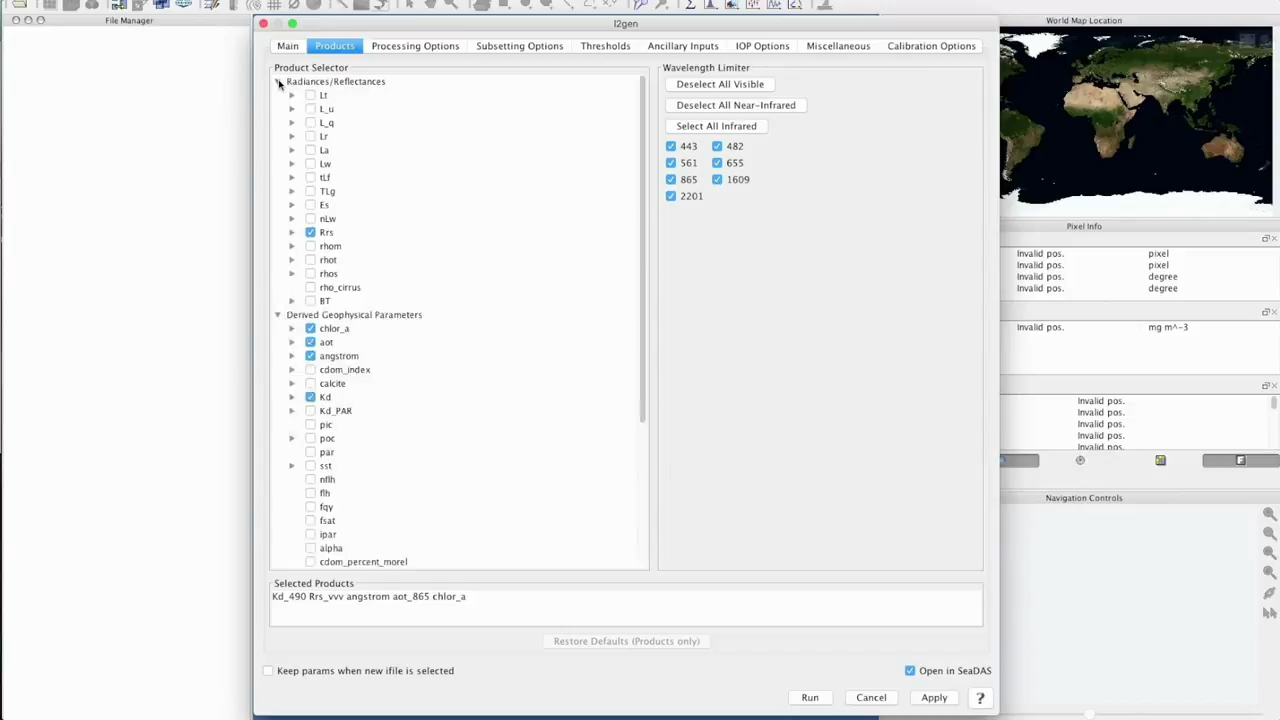 File Manager
l2gen
World Map Location
Main Products Processing Options Subsetting Options Thresholds Ancillary Inputs IOP Options Miscellaneous Calibration Options
Product Selector
Radiances/Reflectances
Lt
L_u
L_q
Lr
La
Lw
tLf
TLg
Es
nLw
Rrs
rhom
rhot
rhos
rho_cirrus
BT
Derived Geophysical Parameters
chlor_a
aot
angstrom
cdom_index
calcite
Kd
Kd_PAR
pic
poc
par
sst
nflh
flh
fqy
fsat
ipar
alpha
cdom_percent_morel
Wavelength Limiter
Deselect All Visible
Deselect All Near-Infrared
Select All Infrared
443 482
561 655
865 1609
2201
Selected Products
Kd_490 Rrs_vvv angstrom aot_865 chlor_a
Restore Defaults (Products only)
Keep params when new ifile is selected
Open in SeaDAS
Run Cancel Apply ?
Pixel Info
Invalid pos. pixel
Invalid pos. pixel
Invalid pos. degree
Invalid pos. degree
Invalid pos. mg m^-3
Invalid pos.
Invalid pos.
Invalid pos.
Invalid pos.
Invalid pos.
Navigation Controls